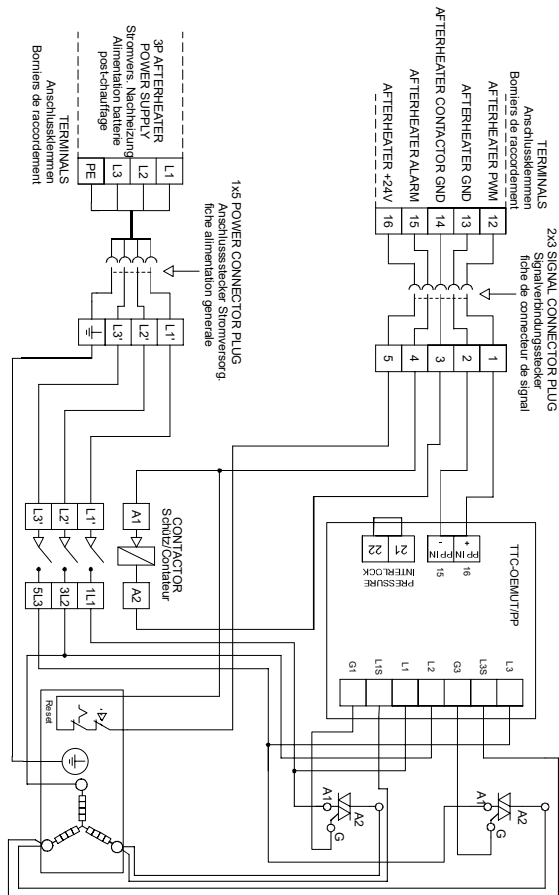 TERMINALS
Anschlussklemmen
Borniers de raccordement
AFTERHEATER PWM
12
AFTERHEATER GND
13
AFTERHEATER CONTACTOR GND
14
AFTERHEATER ALARM
15
AFTERHEATER +24V
16
2x3 SIGNAL CONNECTOR PLUG
Signalverbindungsstecker
fiche de connecteur de signal
1
2
3
4
5
TTC-OEMUT/PP
+ PP IN
- PP IN
16
15
21
22
PRESSURE
INTERLOCK
L3
L3S
G3
L2
L1
L1S
G1
A1
A2
G
A1
A2
G
3P AFTERHEATER
POWER SUPPLY
Stromvers. Nachheizung
Alimentation batterie
post-chauffage
L1
L2
L3
PE
TERMINALS
Anschlussklemmen
Borniers de raccordement
1x5 POWER CONNECTOR PLUG
Anschlussstecker Stromversorg.
fiche alimentation generale
L1'
L2'
L3'
CONTACTOR
Schütz/Contateur
A1
A2
L1'
L2'
L3'
1L1
3L2
5L3
Reset